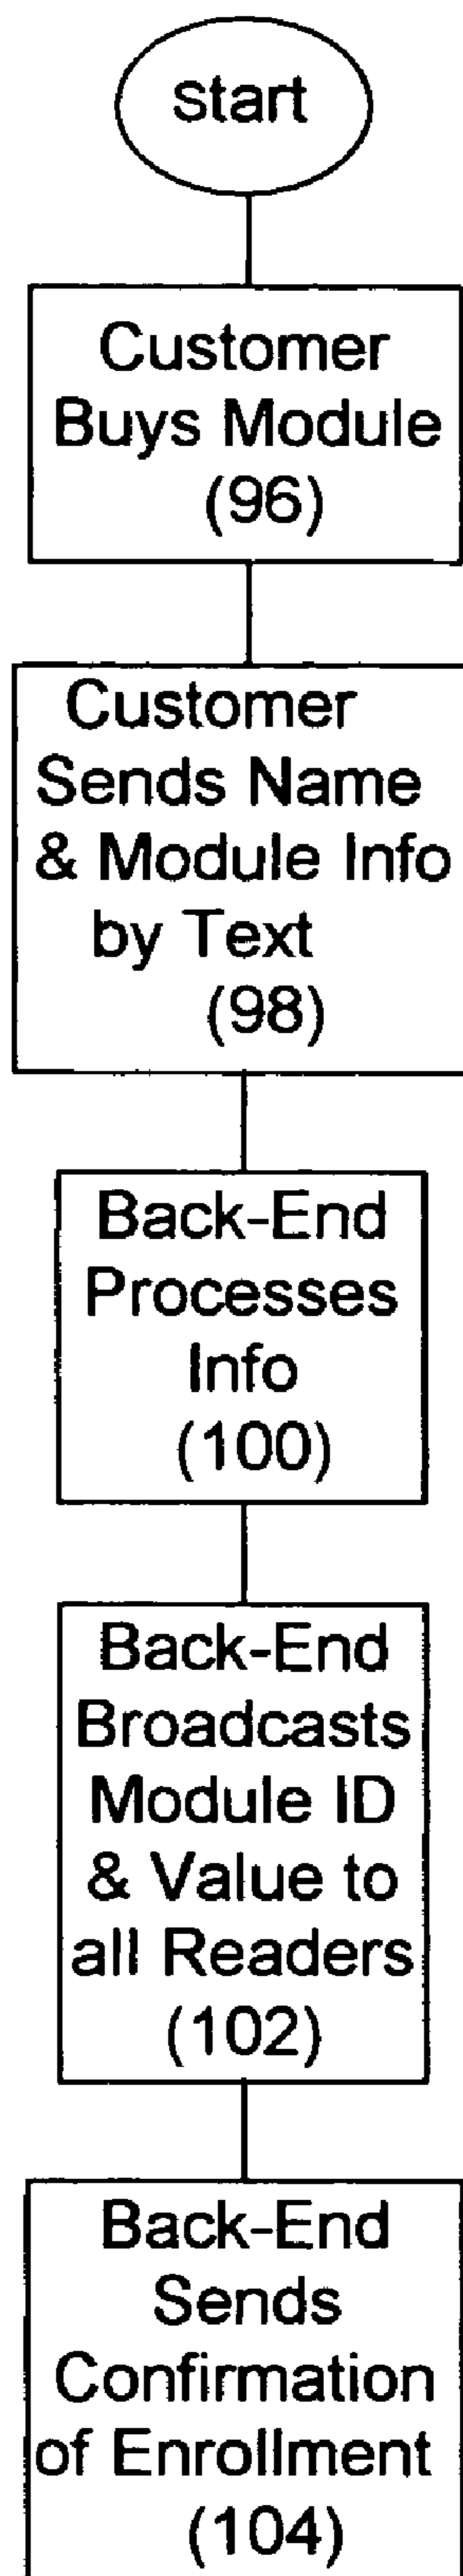 Start
Customer
Buys Module
(96)
Customer
Sends Name
& Module Info
by Text
(98)
Back-End
Processes
Info
(100)
Back-End
Broadcasts
Module ID
& Value to
all Readers
(102)
Back-End
Sends
Confirmation
of Enrollment
(104)